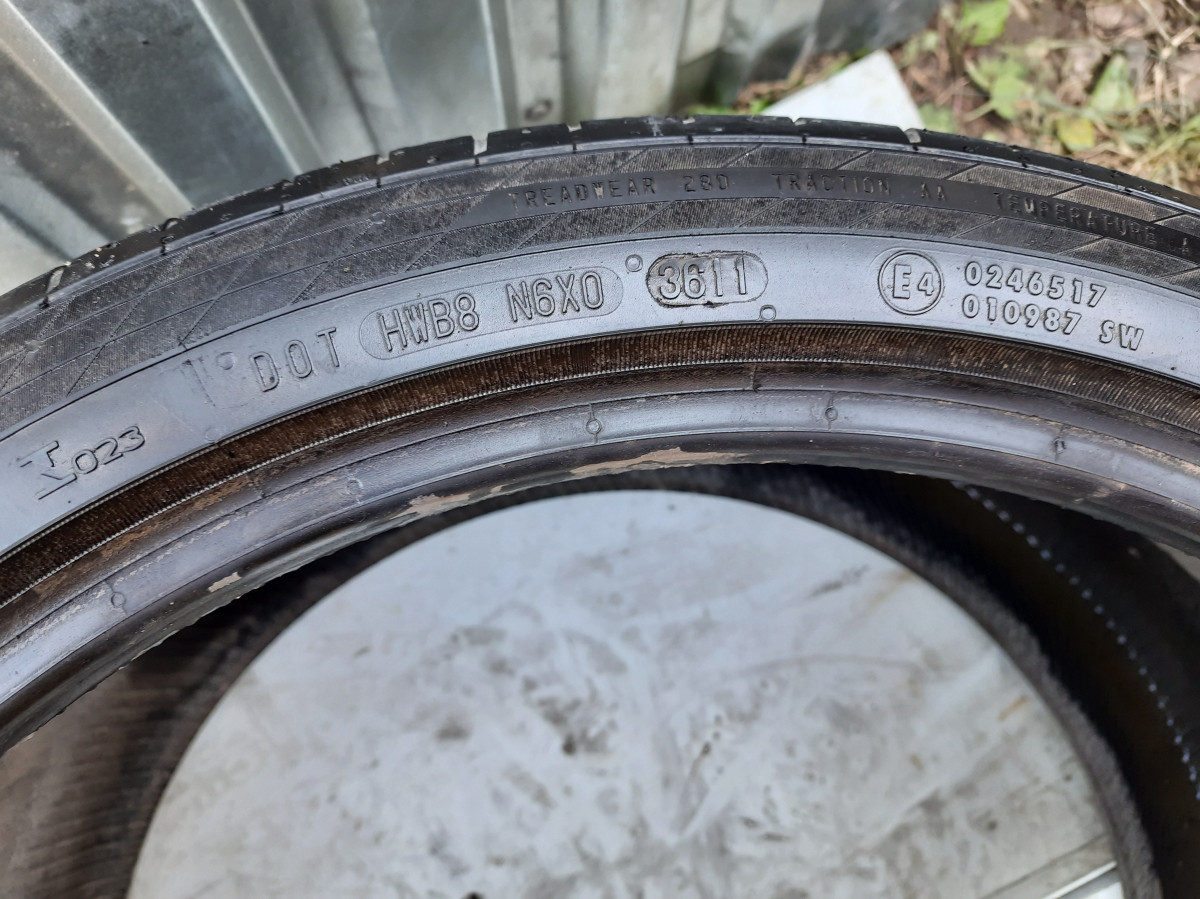 TREADWEAR 280 TRACTION AA TEMPERATURE A
DOT HWB8 N6X0 3611
E4 0246517
010987 SW
I 023